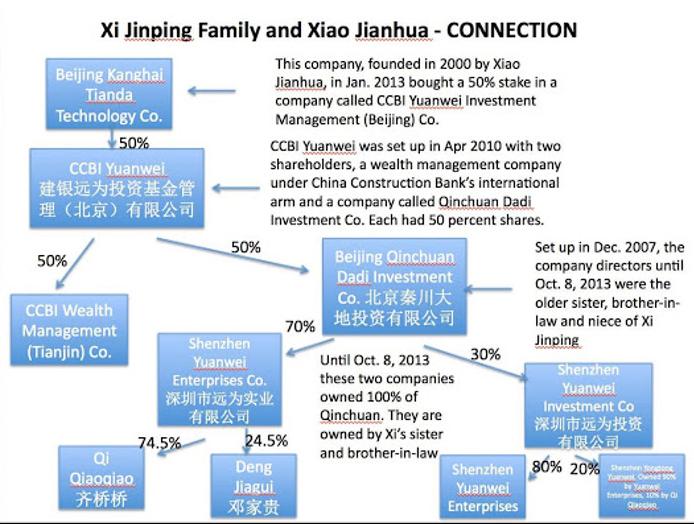 Xi Jinping Family and Xiao Jianhua - CONNECTION
Beijing Kanghai
Tianda
Technology Co.
This company, founded in 2000 by Xiao
Jianhua, in Jan. 2013 bought a 50% stake in a
company called CCBI Yuanwei Investment
Management (Beijing) Co.
50%
CCBI Yuanwei
建银远为投资基金管
理（北京）有限公司
CCBI Yuanwei was set up in Apr 2010 with two
shareholders, a wealth management company
under China Construction Bank's international
arm and a company called Qinchuan Dadi
Investment Co. Each had 50 percent shares.
50%
50%
CCBI Wealth
Management
(Tianjin) Co.
Beijing Qinchuan
Dadi Investment
Co. 北京秦川大
地投资有限公司
Set up in Dec. 2007, the
company directors until
Oct. 8, 2013 were the
older sister, brother-in-
law and niece of Xi
Jinping
70%
30%
Shenzhen
Yuanwei
Enterprises Co.
深圳市远为实业
有限公司
Until Oct. 8, 2013
these two companies
owned 100% of
Qinchuan. They are
owned by Xi's sister
and brother-in-law
Shenzhen
Yuanwei
Investment Co
深圳市远为投资
有限公司
74.5%
24.5%
Qi
Qiaoqiao
齐桥桥
Deng
Jiagui
邓家贵
80%
20%
Shenzhen
Yuanwei
Enterprises
Shenzhen Yongtong
Yuanwei. Owned 90%
by Yuanwei
Enterprises, 10% by Qi
Qiaoqiao